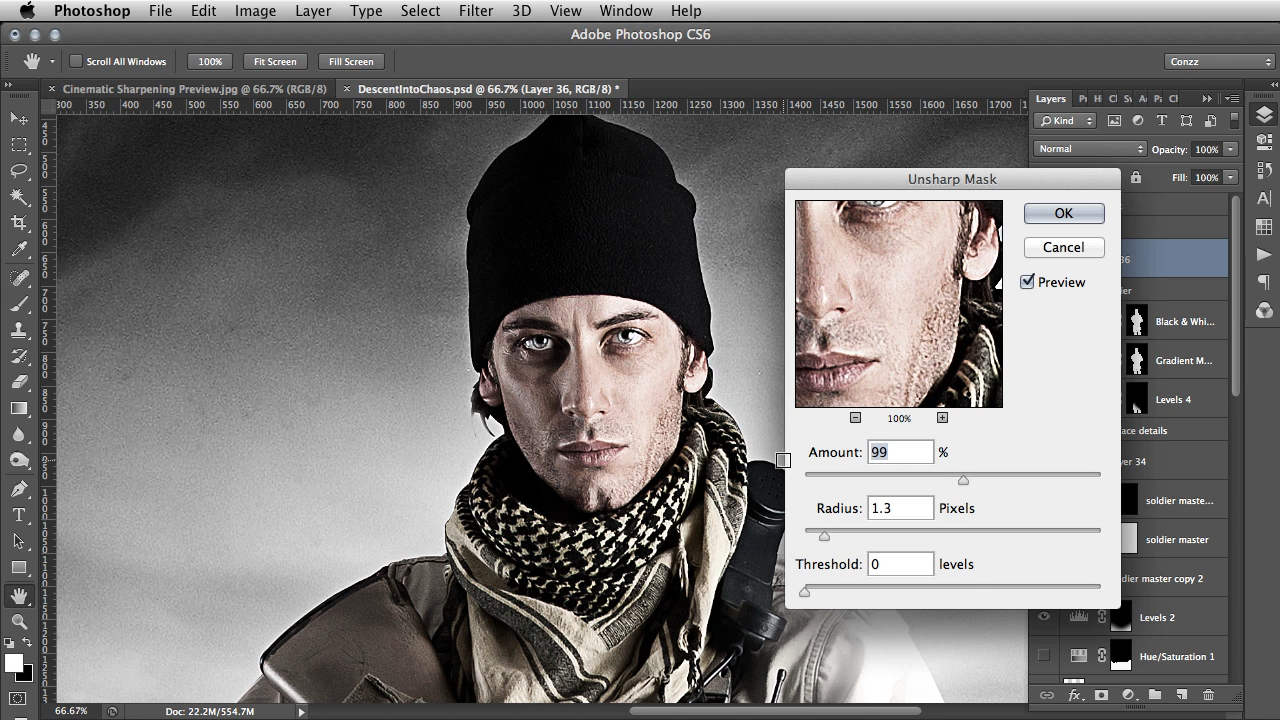 Photoshop File Edit Image Layer Type Select Filter 3D View Window Help
Adobe Photoshop CS6
Scroll All Windows 100% Fit Screen Fill Screen Conzz
Cinematic Sharpening Preview.jpg @ 66.7% (RGB/8) DescentIntoChaos.psd @ 66.7% (Layer 36, RGB/8) *
Layers
300 350 400 450 500 550 600 650 700 750 800 850 900 950 1000 1050 1100 1150 1200 1250 1300 1350 1400 1450 1500 1550 1600 1650 1700
Kind
Normal Opacity: 100%
Fill: 100%
Unsharp Mask
OK
Cancel
Preview
100%
Amount: 99 %
Radius: 1.3 Pixels
Threshold: 0 levels
36
Black & Whi...
Gradient M...
Levels 4
ace details
er 34
soldier maste...
soldier master
dier master copy 2
Levels 2
Hue/Saturation 1
66.67% Doc: 22.2M/554.7M